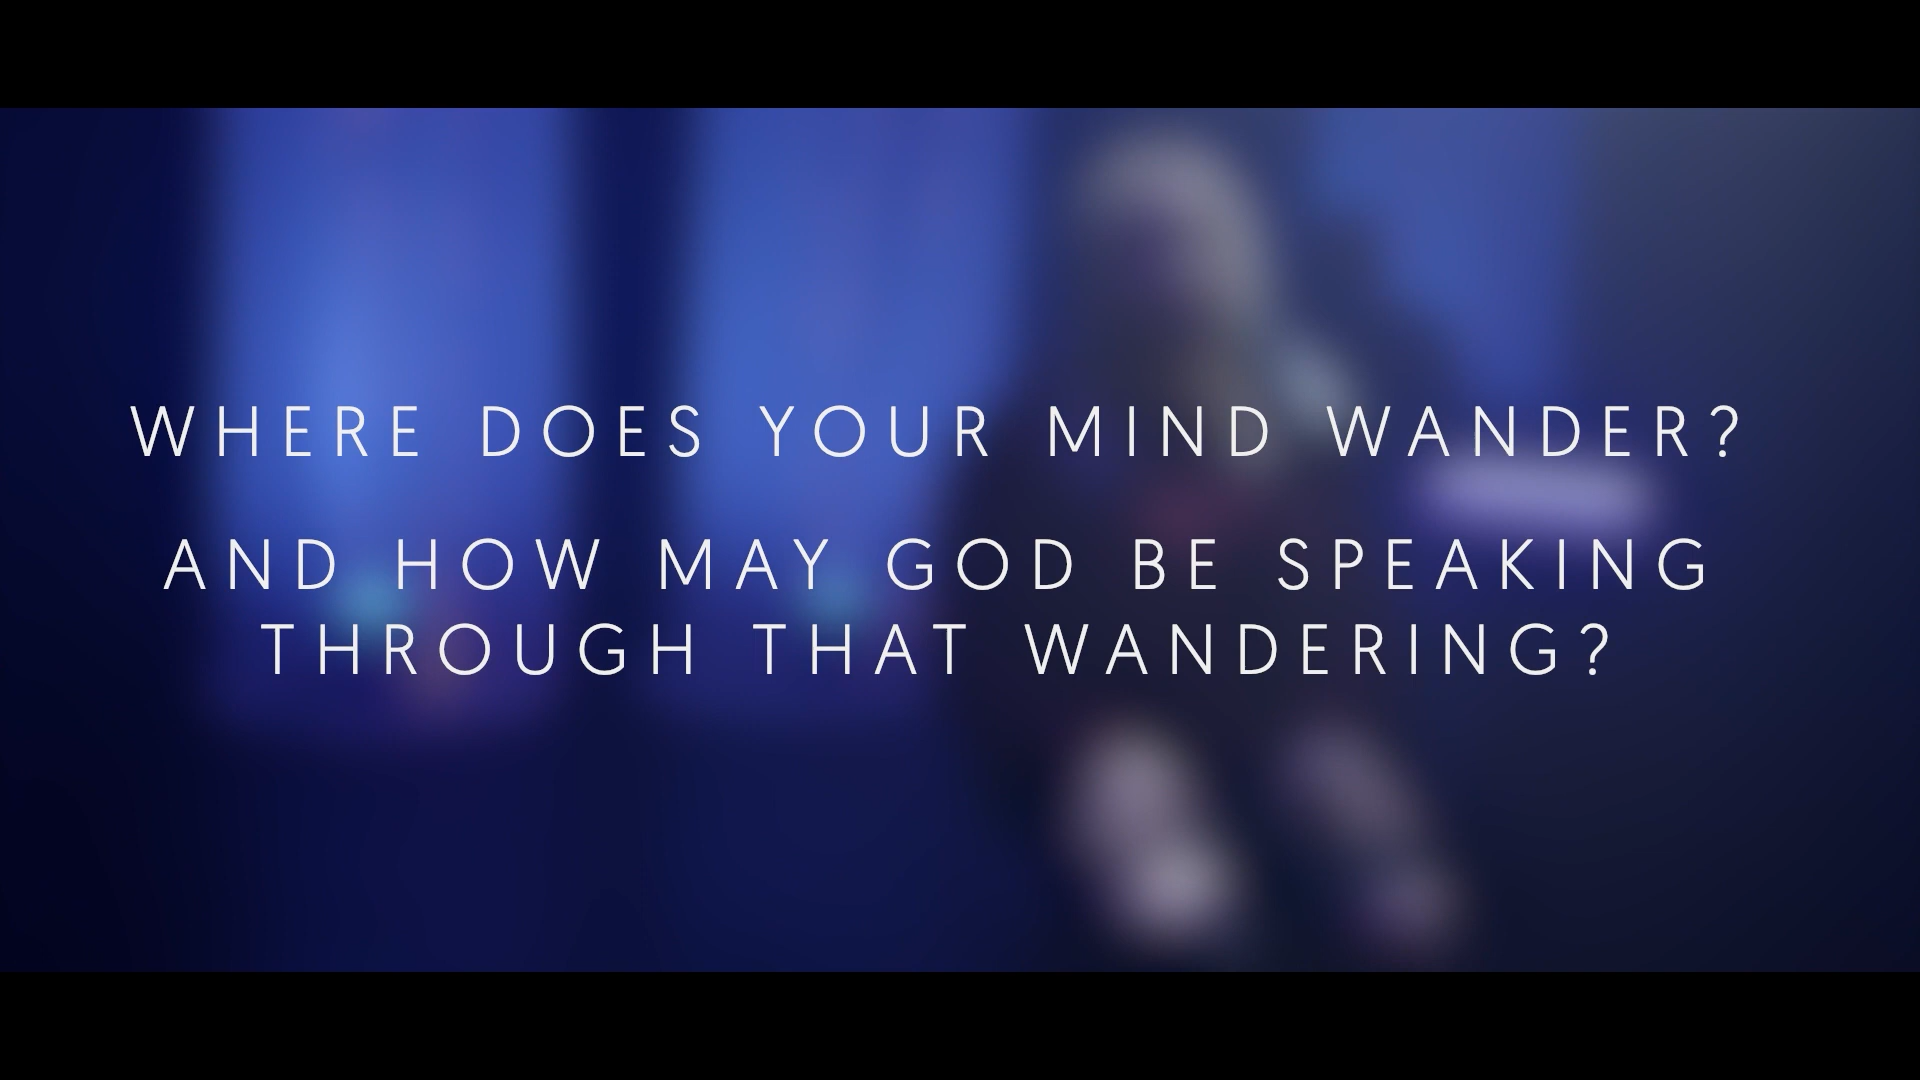 WHERE DOES YOUR MIND WANDER?
AND HOW MAY GOD BE SPEAKING
THROUGH THAT WANDERING?